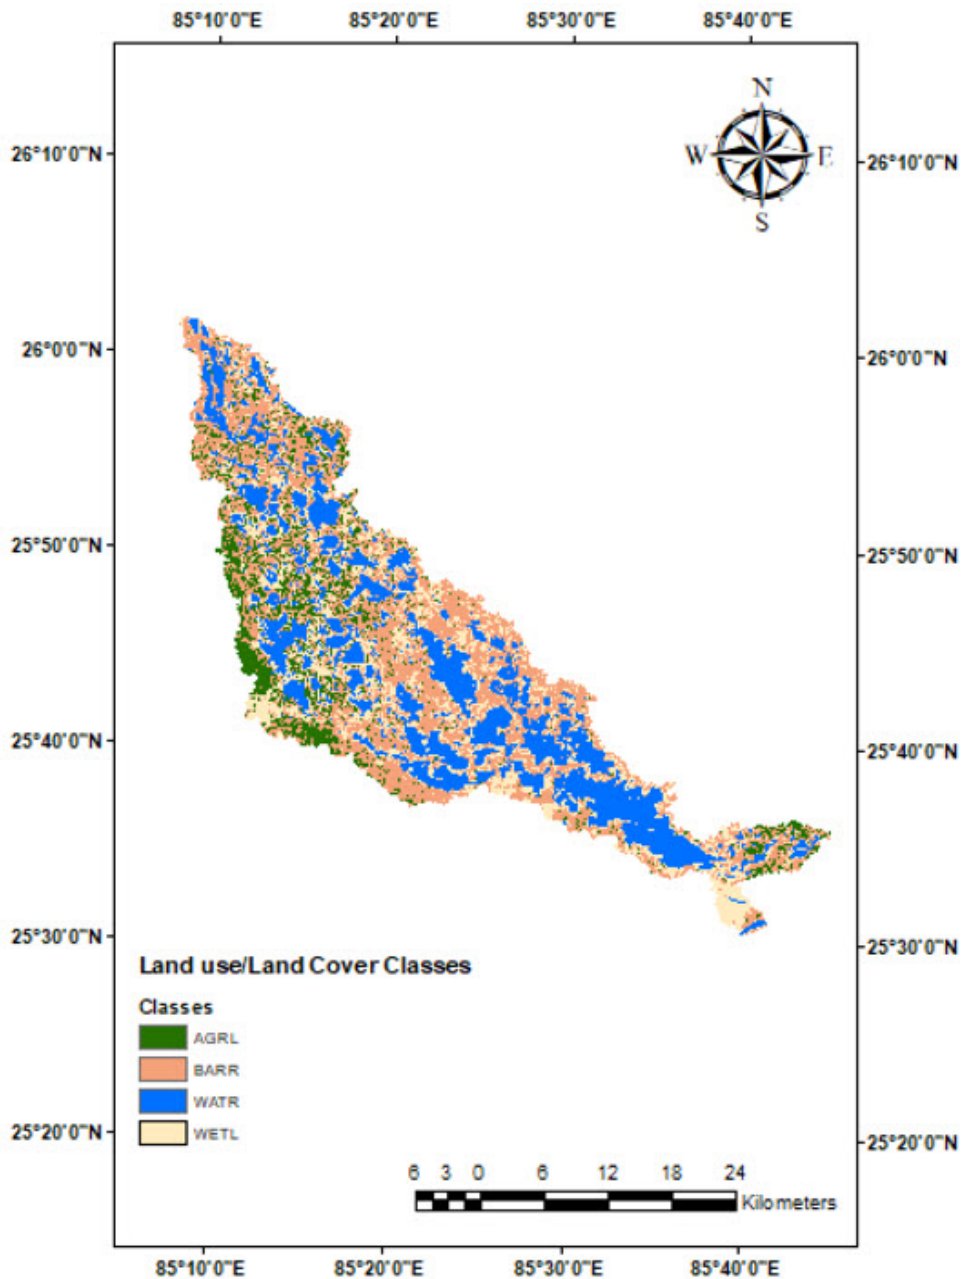 85°10'0"E 85°20'0"E 85°30'0"E 85°40'0"E
N
W E
S
26°10'0"N 26°10'0"N
26°0'0"N 26°0'0"N
25°50'0"N 25°50'0"N
25°40'0"N 25°40'0"N
25°30'0"N 25°30'0"N
Land use/Land Cover Classes
Classes
AGRL
BARR
WATR
WETL
25°20'0"N 25°20'0"N
6 3 0 6 12 18 24
Kilometers
85°10'0"E 85°20'0"E 85°30'0"E 85°40'0"E